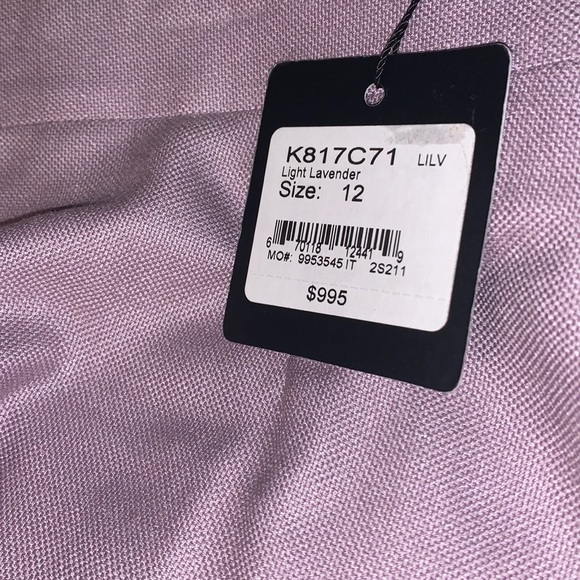 K817C71 LILV
Light Lavender
Size: 12
6 70118 12441 9
MO#: 9953545 IT 2S211
$995